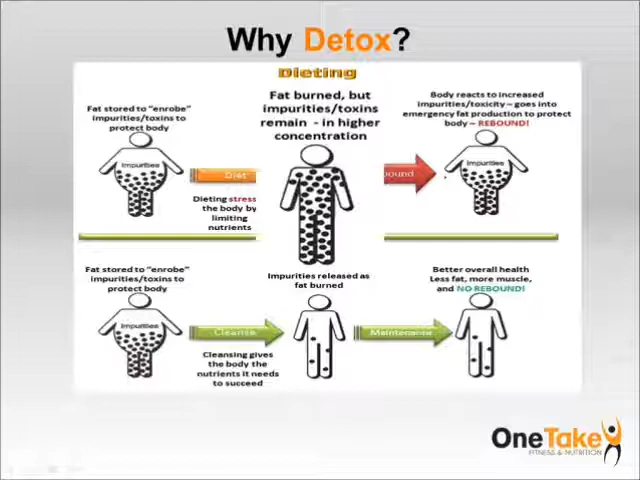 Why Detox?
Dieting
Fat stored to "enrobe"
impurities/toxins to
protect body
Fat burned, but
impurities/toxins
remain - in higher
concentration
Body reacts to increased
impurities/toxicity – goes into
emergency fat production to protect
body – REBOUND!
Impurities
Diet
bound
Impurities
Dieting stress
the body by
limiting
nutrients
Fat stored to "enrobe"
impurities/toxins to
protect body
Impurities released as
fat burned
Better overall health
Less fat, more muscle,
and NO REBOUND!
Impurities
Cleanse
Maintenance
Cleansing gives
the body the
nutrients it needs
to succeed
OneTake
FITNESS & NUTRITION